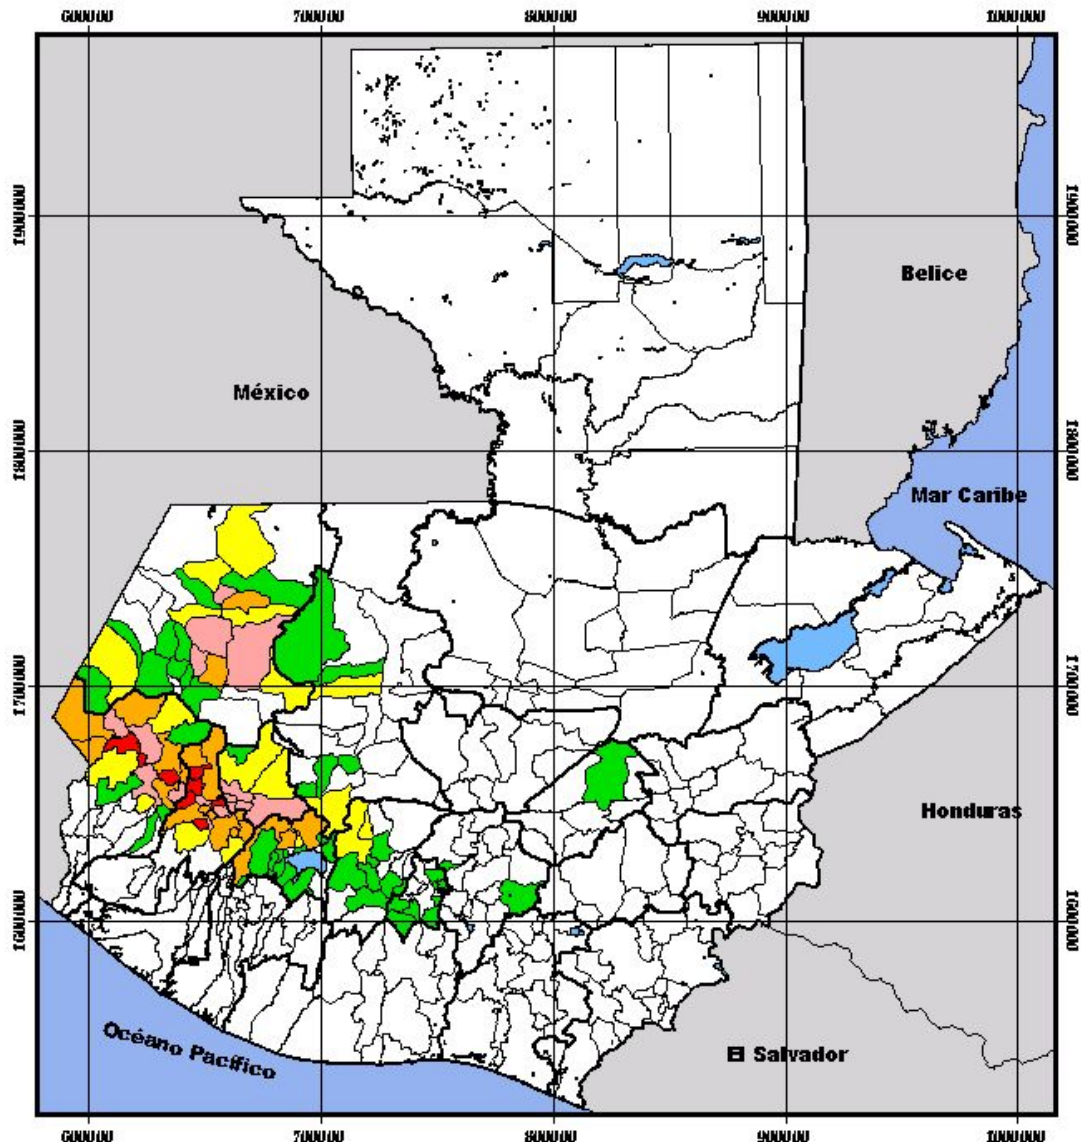 600000 700000 800000 900000 1000000
1900000 1900000
Belice
México
1800000 1800000
Mar Caribe
1700000 1700000
Honduras
1600000 1600000
El Salvador
Océano Pacífico
600000 700000 800000 900000 1000000